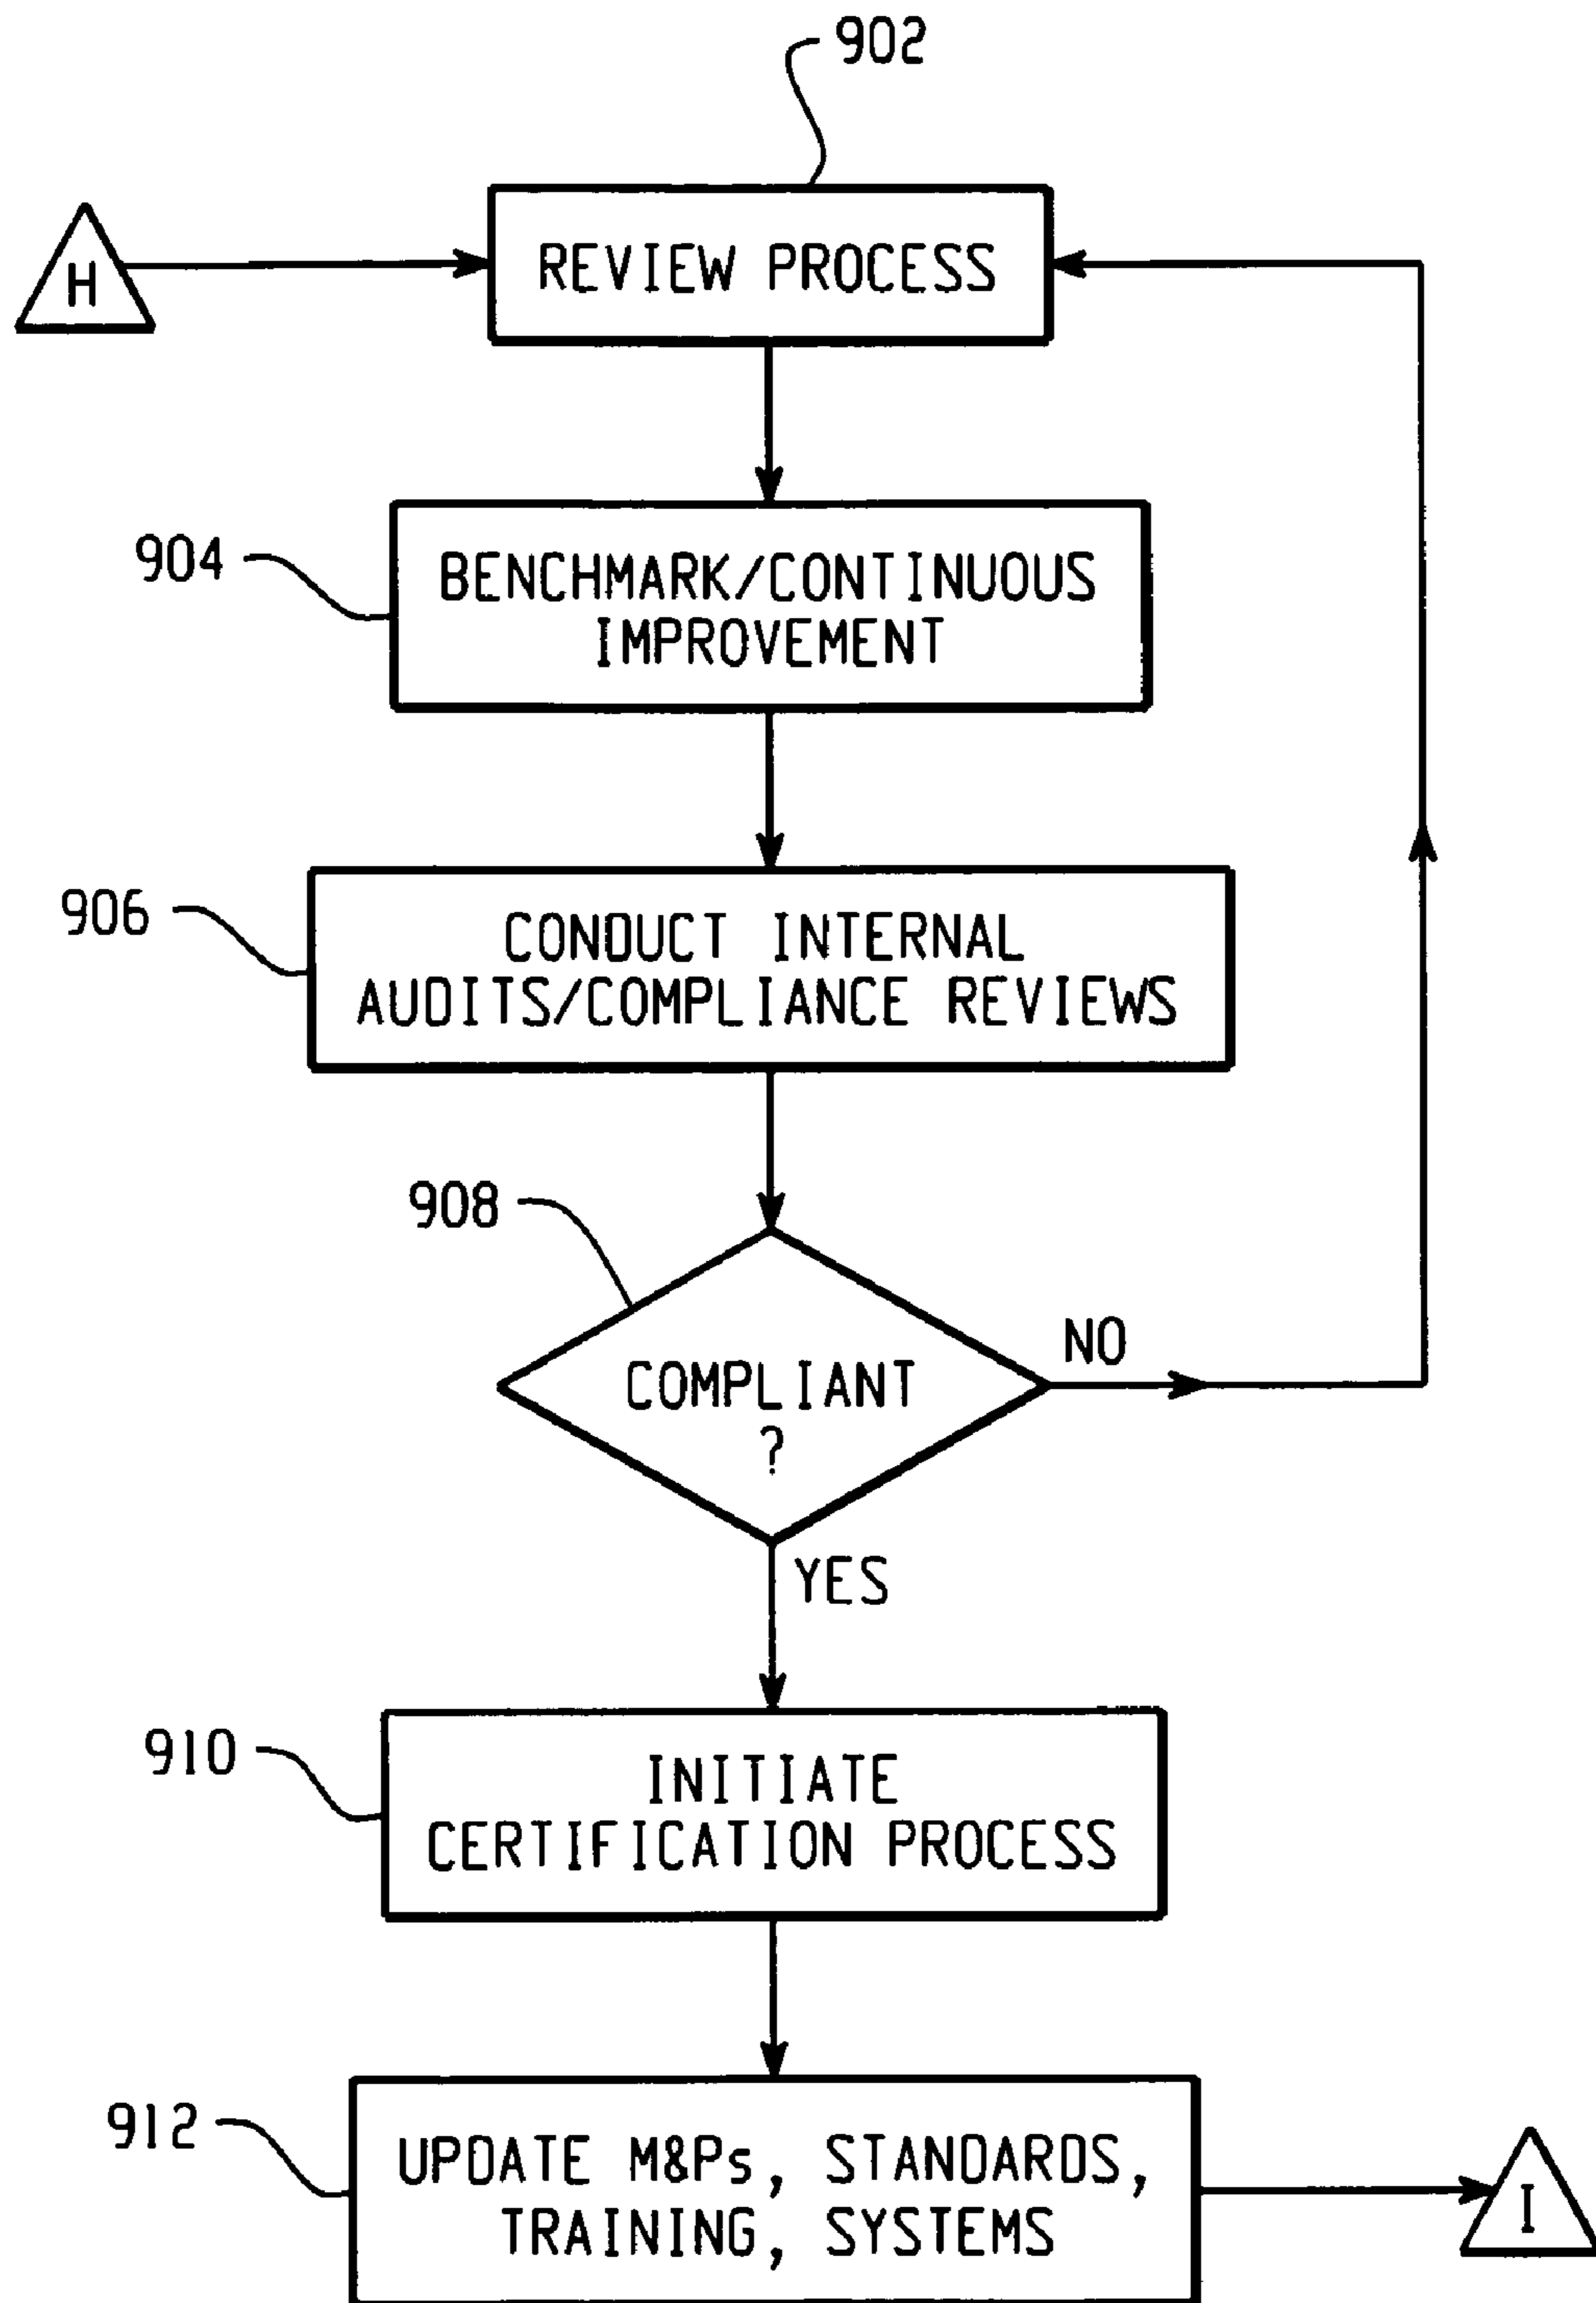 902
H
REVIEW PROCESS
904
BENCHMARK/CONTINUOUS
IMPROVEMENT
906
CONDUCT INTERNAL
AUDITS/COMPLIANCE REVIEWS
908
NO
COMPLIANT
?
YES
910
INITIATE
CERTIFICATION PROCESS
912
UPDATE M&Ps, STANDARDS,
TRAINING, SYSTEMS
I